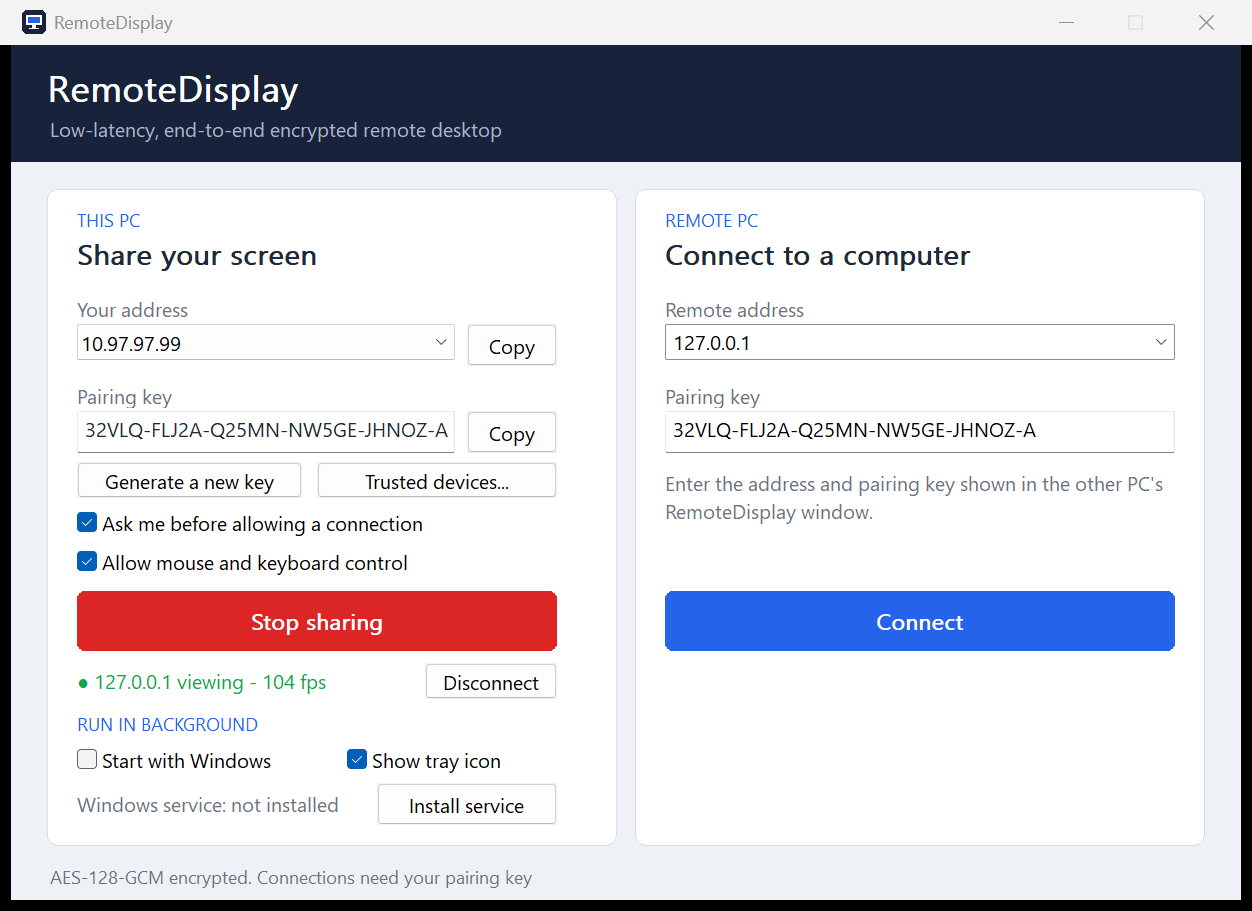 RemoteDisplay
RemoteDisplay
Low-latency, end-to-end encrypted remote desktop
THIS PC
Share your screen
Your address
10.97.97.99
Copy
Pairing key
32VLQ-FLJ2A-Q25MN-NW5GE-JHNOZ-A
Copy
Generate a new key
Trusted devices...
Ask me before allowing a connection
Allow mouse and keyboard control
Stop sharing
● 127.0.0.1 viewing - 104 fps
Disconnect
RUN IN BACKGROUND
Start with Windows
Show tray icon
Windows service: not installed
Install service
REMOTE PC
Connect to a computer
Remote address
127.0.0.1
Pairing key
32VLQ-FLJ2A-Q25MN-NW5GE-JHNOZ-A
Enter the address and pairing key shown in the other PC's
RemoteDisplay window.
Connect
AES-128-GCM encrypted. Connections need your pairing key